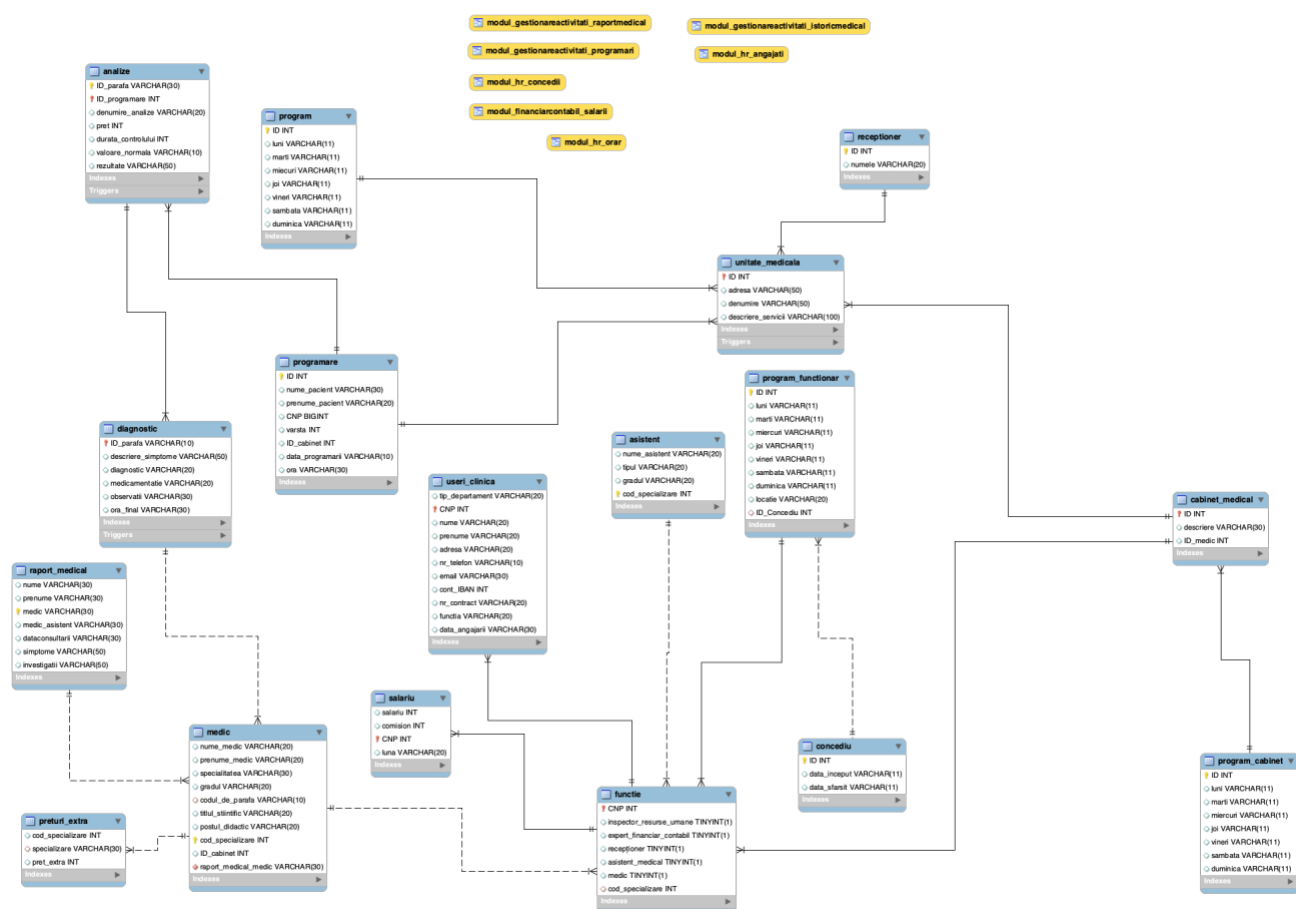 modul_gestionareactivitati_raportmedical
modul_gestionareactivitati_istoricmedical
modul_gestionareactivitati_programari
modul_hr_angajati
modul_hr_concedii
modul_financiarcontabil_salarii
modul_hr_orar
analize
ID_parafa VARCHAR(30)
ID_programare INT
denumire_analize VARCHAR(20)
pret INT
durata_controlului INT
valoare_normala VARCHAR(10)
rezultate VARCHAR(50)
Indexes
Triggers
program
ID INT
luni VARCHAR(11)
marti VARCHAR(11)
miecuri VARCHAR(11)
joi VARCHAR(11)
vineri VARCHAR(11)
sambata VARCHAR(11)
duminica VARCHAR(11)
Indexes
receptioner
ID INT
numele VARCHAR(20)
Indexes
unitate_medicala
ID INT
adresa VARCHAR(50)
denumire VARCHAR(50)
descriere_servicii VARCHAR(100)
Indexes
Triggers
programare
ID INT
nume_pacient VARCHAR(30)
prenume_pacient VARCHAR(20)
CNP BIGINT
varsta INT
ID_cabinet INT
data_programarii VARCHAR(10)
ora VARCHAR(30)
Indexes
program_functionar
ID INT
luni VARCHAR(11)
marti VARCHAR(11)
miercuri VARCHAR(11)
joi VARCHAR(11)
vineri VARCHAR(11)
sambata VARCHAR(11)
duminica VARCHAR(11)
locatie VARCHAR(20)
ID_Concediu INT
Indexes
diagnostic
ID_parafa VARCHAR(10)
descriere_simptome VARCHAR(50)
diagnostic VARCHAR(20)
medicamentatie VARCHAR(20)
observatii VARCHAR(30)
ora_final VARCHAR(30)
Indexes
Triggers
asistent
nume_asistent VARCHAR(20)
tipul VARCHAR(20)
gradul VARCHAR(20)
cod_specializare INT
Indexes
useri_clinica
tip_departament VARCHAR(20)
CNP INT
nume VARCHAR(20)
prenume VARCHAR(20)
adresa VARCHAR(20)
nr_telefon VARCHAR(10)
email VARCHAR(30)
cont_IBAN INT
nr_contract VARCHAR(20)
functia VARCHAR(20)
data_angajarii VARCHAR(30)
Indexes
cabinet_medical
ID INT
descriere VARCHAR(30)
ID_medic INT
Indexes
raport_medical
nume VARCHAR(30)
prenume VARCHAR(30)
medic VARCHAR(30)
medic_asistent VARCHAR(30)
dataconsultarii VARCHAR(30)
simptome VARCHAR(50)
investigatii VARCHAR(50)
Indexes
salariu
salariu INT
comision INT
CNP INT
luna VARCHAR(20)
Indexes
medic
nume_medic VARCHAR(20)
prenume_medic VARCHAR(20)
specialitatea VARCHAR(30)
gradul VARCHAR(20)
codul_de_parafa VARCHAR(10)
titlul_stiintific VARCHAR(20)
postul_didactic VARCHAR(20)
cod_specializare INT
ID_cabinet INT
raport_medical_medic VARCHAR(30)
Indexes
concediu
ID INT
data_inceput VARCHAR(11)
data_sfarsit VARCHAR(11)
Indexes
program_cabinet
ID INT
luni VARCHAR(11)
marti VARCHAR(11)
miercuri VARCHAR(11)
joi VARCHAR(11)
vineri VARCHAR(11)
sambata VARCHAR(11)
duminica VARCHAR(11)
Indexes
functie
CNP INT
inspector_resurse_umane TINYINT(1)
expert_financiar_contabil TINYINT(1)
recepționer TINYINT(1)
asistent_medical TINYINT(1)
medic TINYINT(1)
cod_specializare INT
Indexes
preturi_extra
cod_specializare INT
specializare VARCHAR(30)
pret_extra INT
Indexes